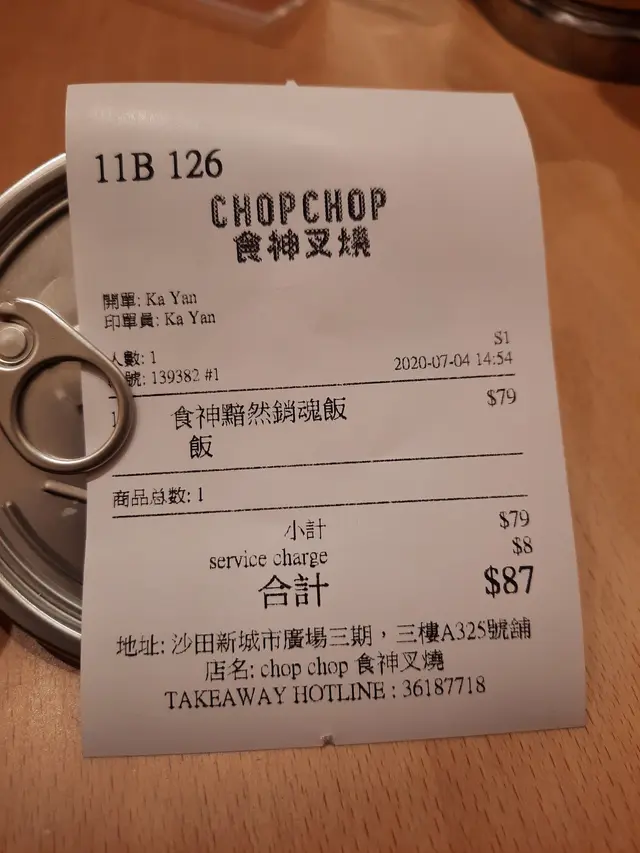 11B 126
CHOPCHOP
食神叉燒
開單: Ka Yan
印單員: Ka Yan
S1
人數: 1
號: 139382 #1
2020-07-04 14:54
1
食神黯然銷魂飯
$79
飯
商品总数: 1
小計
$79
service charge
$8
合計
$87
地址: 沙田新城市廣場三期，三樓A325號舖
店名: chop chop 食神叉燒
TAKEAWAY HOTLINE : 36187718